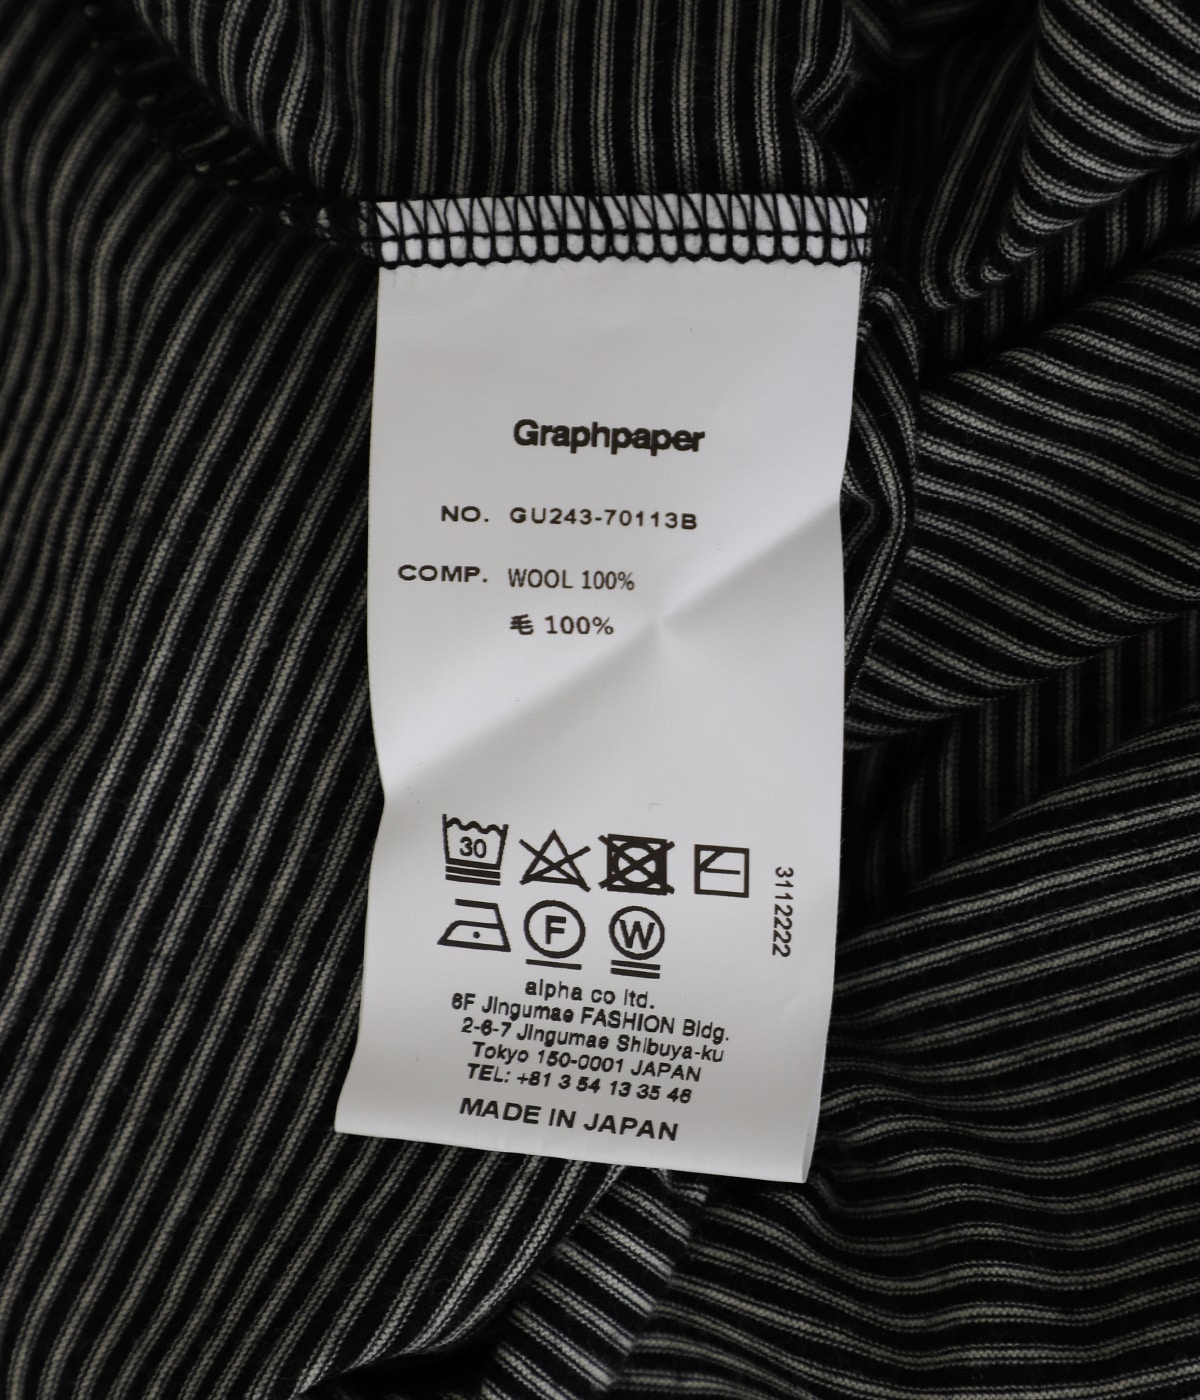 Graphpaper
NO. GU243-70113B
COMP. WOOL 100%
毛 100%
30
F W
3112222
alpha co ltd.
6F Jingumae FASHION Bldg.
2-6-7 Jingumae Shibuya-ku
Tokyo 150-0001 JAPAN
TEL: +81 3 54 13 35 46
MADE IN JAPAN